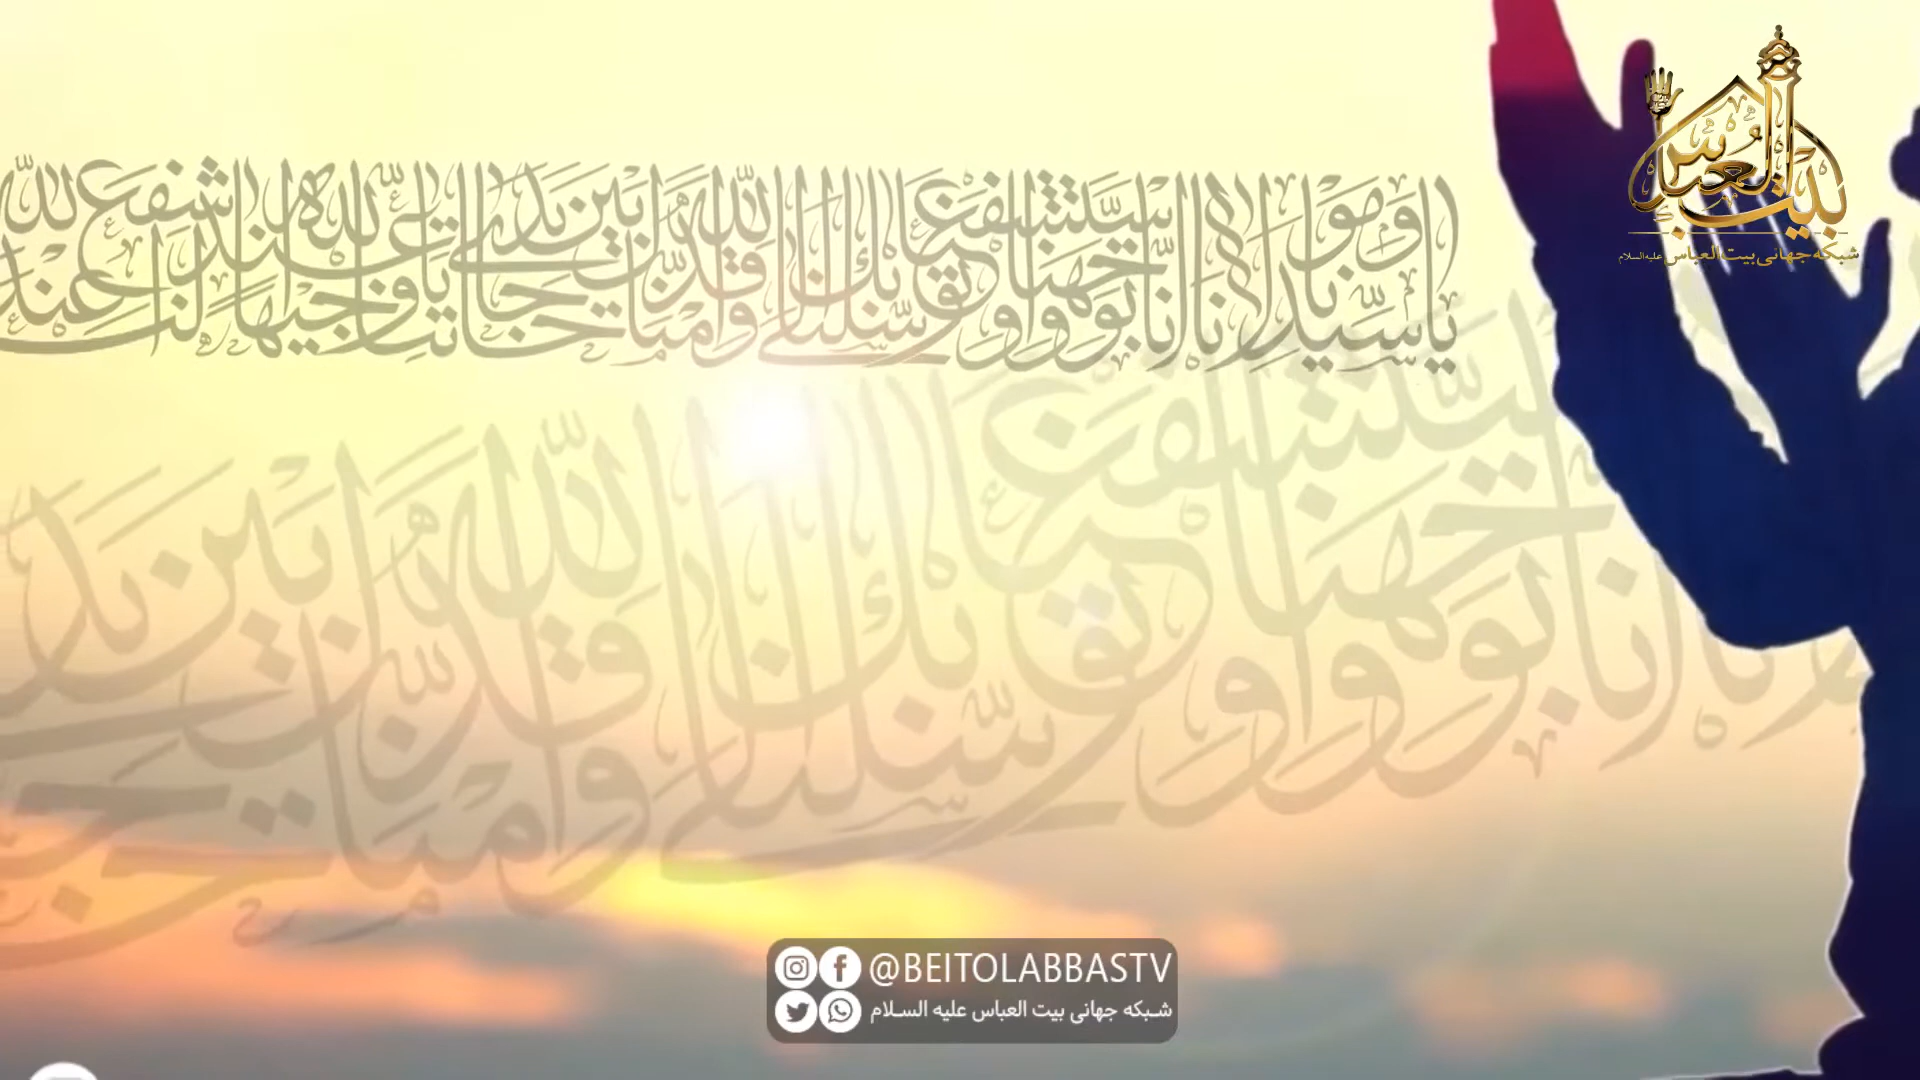 بیت العباس
شبکه جهانی بیت العباس علیه السلام
یا سیدنا و مولانا انا توجهنا و استشفعنا و توسلنا بک الی الله و قدمناک بین یدی حاجاتنا یا وجیها عند الله اشفع لنا عند الله
@BEITOLABBASTV
شبکه جهانی بیت العباس علیه السلام